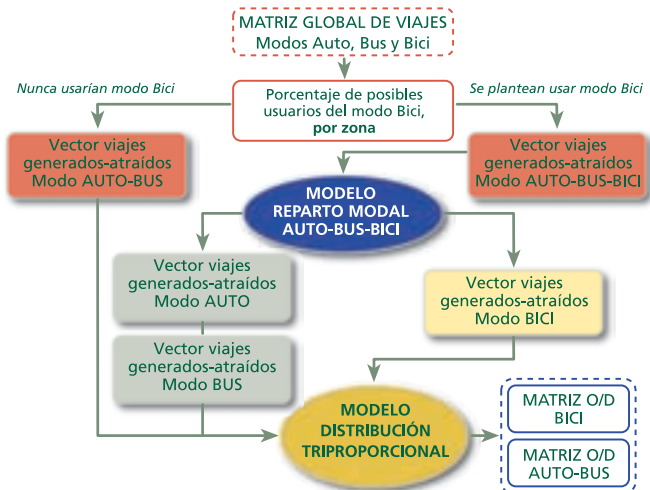 MATRIZ GLOBAL DE VIAJES
Modos Auto, Bus y Bici
Nunca usarían modo Bici
Porcentaje de posibles
usuarios del modo Bici,
por zona
Se plantean usar modo Bici
Vector viajes
generados-atraídos
Modo AUTO-BUS
Vector viajes
generados-atraídos
Modo AUTO-BUS-BICI
MODELO
REPARTO MODAL
AUTO-BUS-BICI
Vector viajes
generados-atraídos
Modo AUTO
Vector viajes
generados-atraídos
Modo BICI
Vector viajes
generados-atraídos
Modo BUS
MODELO
DISTRIBUCIÓN
TRIPROPORCIONAL
MATRIZ O/D
BICI
MATRIZ O/D
AUTO-BUS